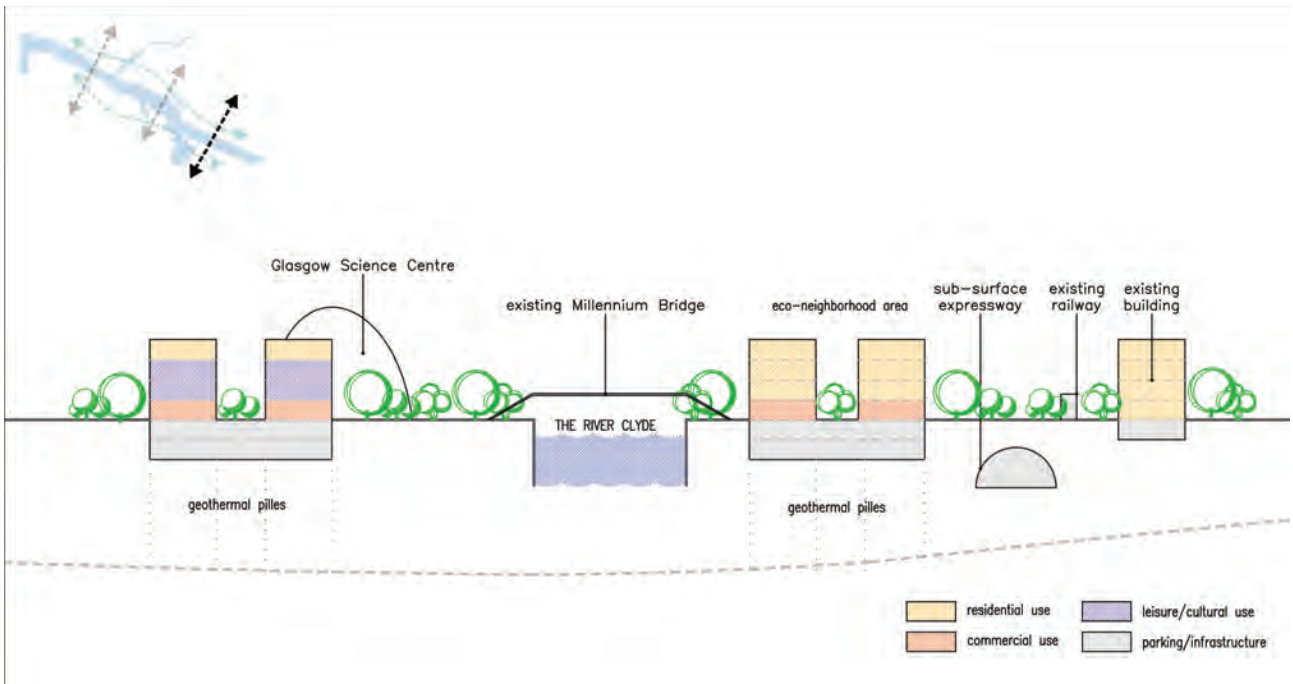 Glasgow Science Centre
existing Millennium Bridge
eco-neighborhood area
sub-surface
expressway
existing
railway
existing
building
THE RIVER CLYDE
geothermal pilles
geothermal pilles
residential use
leisure/cultural use
commercial use
parking/infrastructure